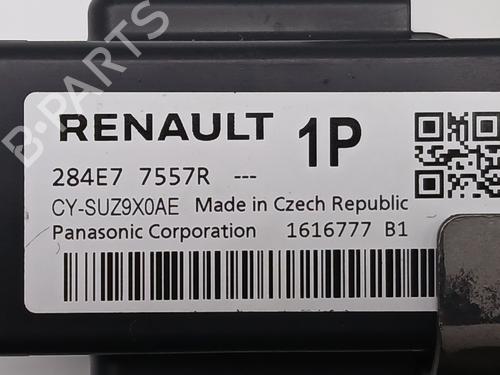 B-PARTS
RENAULT 1P
284E7 7557R ---
CY-SUZ9X0AE Made in Czech Republic
Panasonic Corporation 1616777 B1